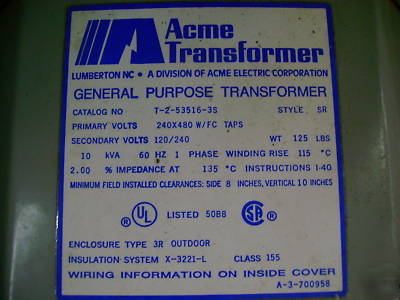 Acme
Transformer
LUMBERTON NC • A DIVISION OF ACME ELECTRIC CORPORATION
GENERAL PURPOSE TRANSFORMER
CATALOG NO T-2-53516-3S STYLE SR
PRIMARY VOLTS 240X480 W/FC TAPS
SECONDARY VOLTS 120/240 WT 125 LBS
10 kVA 60 HZ 1 PHASE WINDING RISE 115 °C
2.00 % IMPEDANCE AT 135 °C INSTRUCTIONS I-40
MINIMUM FIELD INSTALLED CLEARANCES: SIDE 8 INCHES, VERTICAL 10 INCHES
UL LISTED 50B8 SA
ENCLOSURE TYPE 3R OUTDOOR
INSULATION SYSTEM X-3221-L CLASS 155
WIRING INFORMATION ON INSIDE COVER
A-3-700958